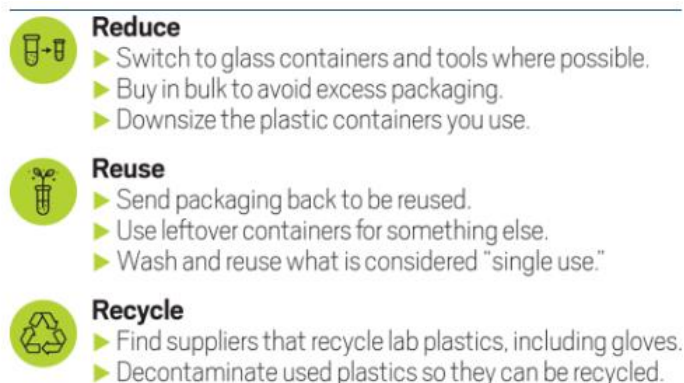 Reduce
▶ Switch to glass containers and tools where possible.
▶ Buy in bulk to avoid excess packaging.
▶ Downsize the plastic containers you use.
Reuse
▶ Send packaging back to be reused.
▶ Use leftover containers for something else.
▶ Wash and reuse what is considered “single use.”
Recycle
▶ Find suppliers that recycle lab plastics, including gloves.
▶ Decontaminate used plastics so they can be recycled.